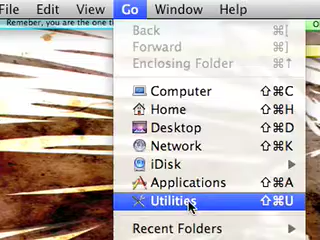 File Edit View Go Window Help
Remeber, you are the one t
Back ⌘[
Forward ⌘]
Enclosing Folder ⌘↑
Computer ⇧⌘C
Home ⇧⌘H
Desktop ⇧⌘D
Network ⇧⌘K
iDisk
Applications ⇧⌘A
Utilities ⇧⌘U
Recent Folders